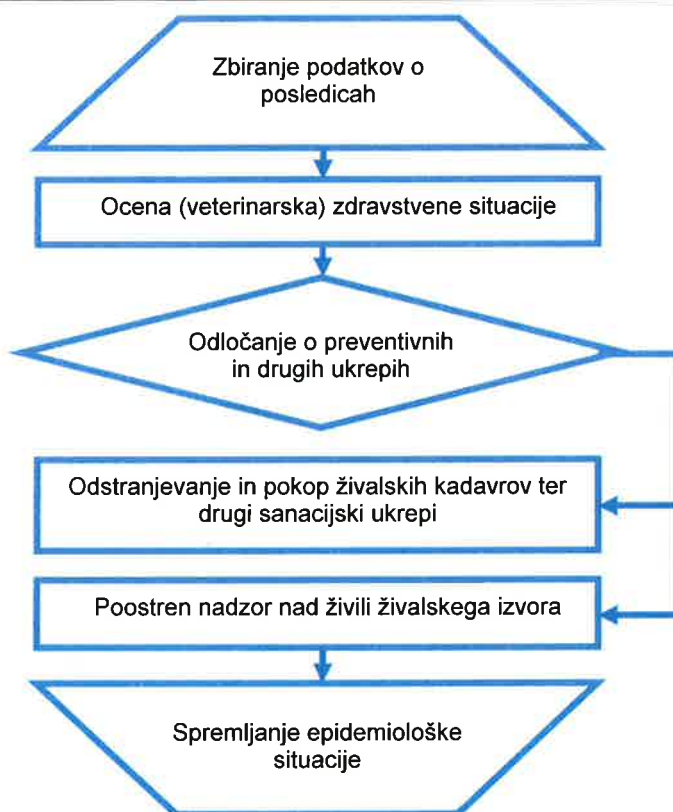 Zbiranje podatkov o
posledicah
Ocena (veterinarska) zdravstvene situacije
Odločanje o preventivnih
in drugih ukrepih
Odstranjevanje in pokop živalskih kadavrov ter
drugi sanacijski ukrepi
Poostren nadzor nad živili živalskega izvora
Spremljanje epidemiološke
situacije